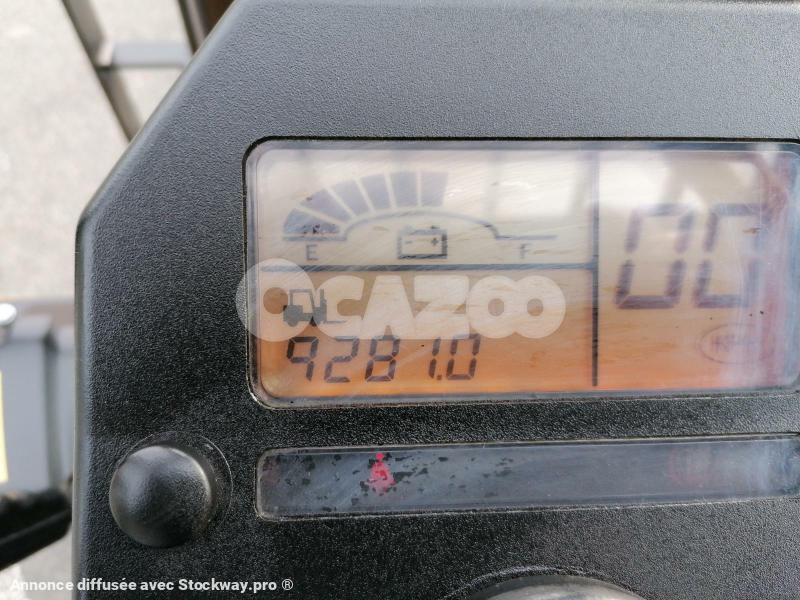 E F
00
OCAZOO
9281.0
Annonce diffusée avec Stockway.pro ®